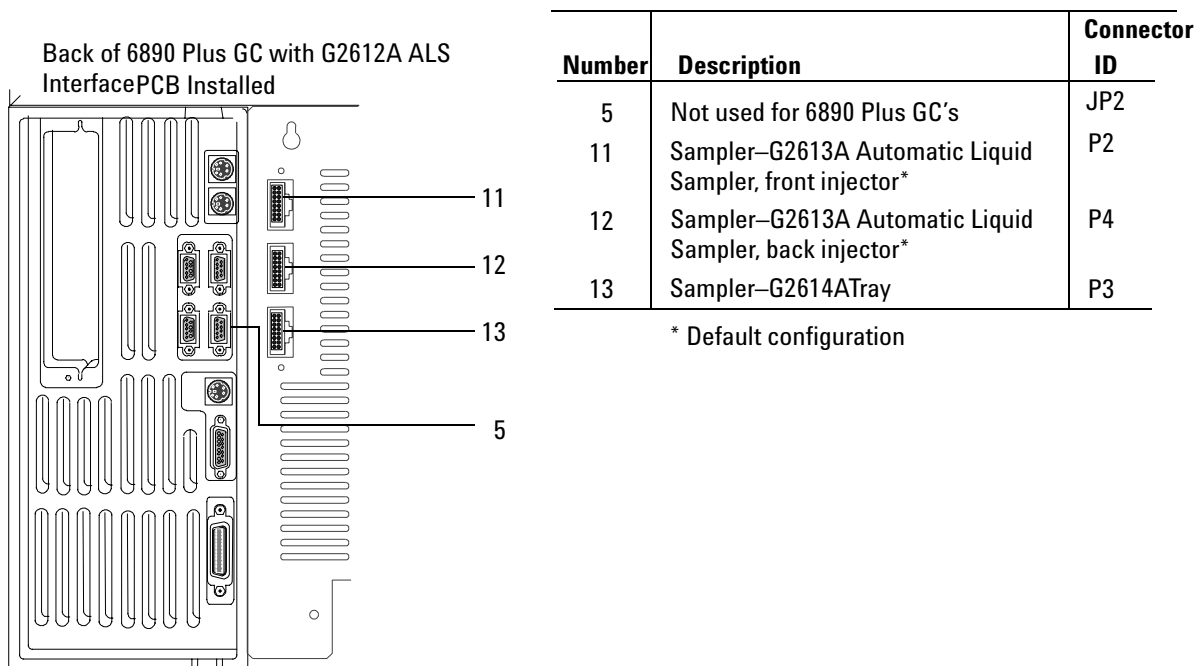 Back of 6890 Plus GC with G2612A ALS
InterfacePCB Installed
11
12
13
5
Connector
Number Description ID
5 Not used for 6890 Plus GC's JP2
11 Sampler–G2613A Automatic Liquid P2
Sampler, front injector*
12 Sampler–G2613A Automatic Liquid P4
Sampler, back injector*
13 Sampler–G2614ATray P3
* Default configuration